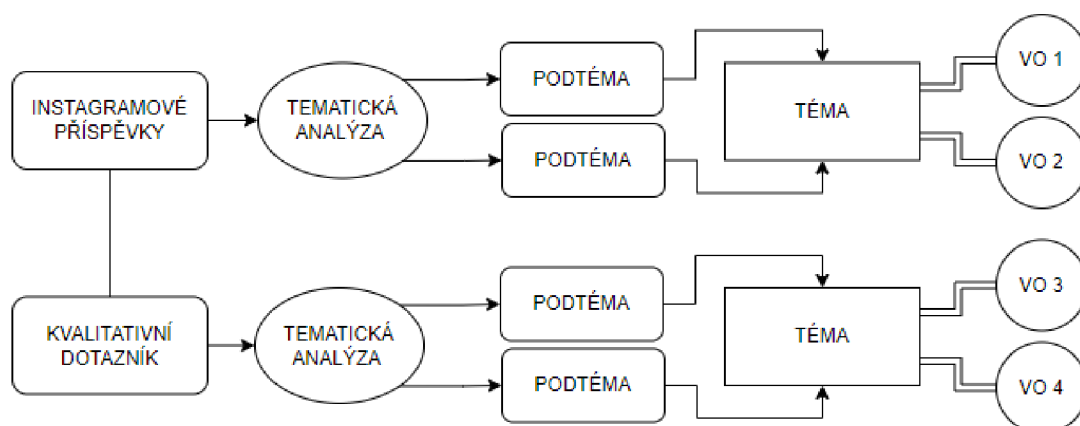 INSTAGRAMOVÉ
PŘÍSPĚVKY
TEMATICKÁ
ANALÝZA
PODTÉMA
PODTÉMA
TÉMA
VO 1
VO 2
KVALITATIVNÍ
DOTAZNÍK
TEMATICKÁ
ANALÝZA
PODTÉMA
PODTÉMA
TÉMA
VO 3
VO 4